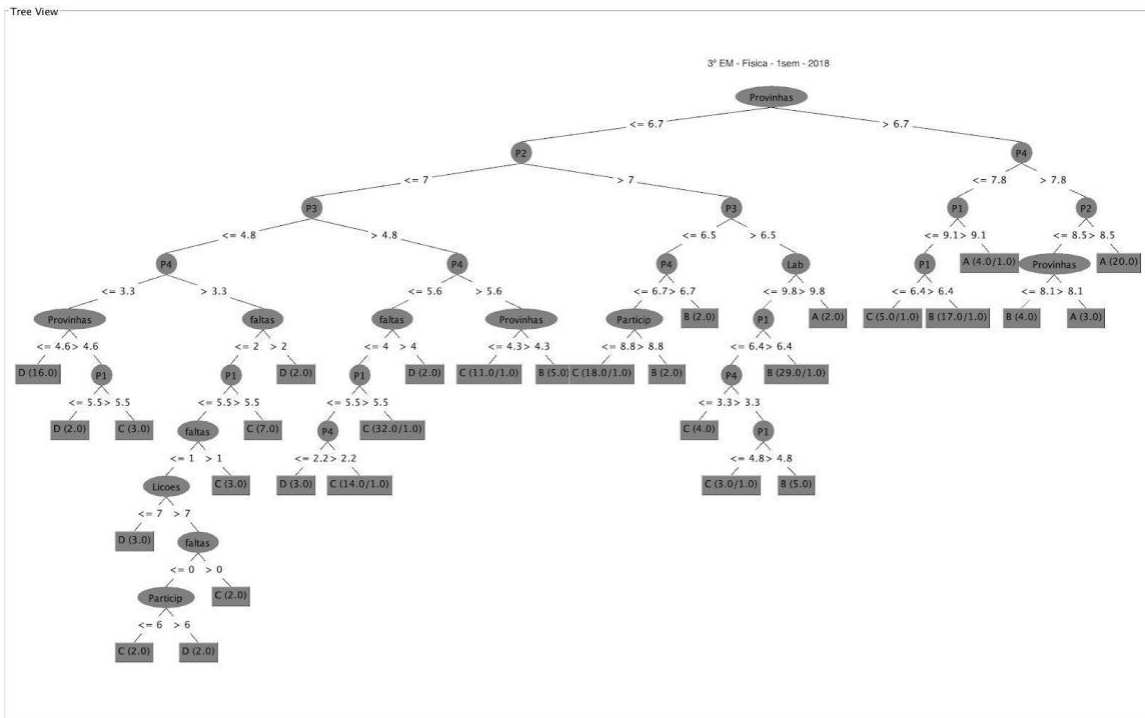 Tree View
3º EM - Física - 1sem - 2018
Provinhas
<= 6.7 > 6.7
P2 P4
<= 7 > 7 <= 7.8 > 7.8
P3 P3 P1 P2
<= 4.8 > 4.8 <= 6.5 > 6.5 <= 9.1 > 9.1 <= 8.5 > 8.5
P4 P4 P4 Lab P1 A (4.0/1.0) Provinhas A (20.0)
<= 3.3 > 3.3 <= 5.6 > 5.6 <= 6.7 > 6.7 <= 9.8 > 9.8 <= 6.4 > 6.4 <= 8.1 > 8.1
Provinhas faltas faltas Provinhas Particip B (2.0) P1 A (2.0) C (5.0/1.0) B (17.0/1.0) B (4.0) A (3.0)
<= 4.6 > 4.6 <= 2 > 2 <= 4 > 4 <= 4.3 > 4.3 <= 8.8 > 8.8 <= 6.4 > 6.4
D (16.0) P1 P1 D (2.0) P1 D (2.0) C (11.0/1.0) B (5.0) C (18.0/1.0) B (2.0) P4 B (29.0/1.0)
<= 5.5 > 5.5 <= 5.5 > 5.5 <= 5.5 > 5.5 <= 3.3 > 3.3
D (2.0) C (3.0) faltas C (7.0) P4 C (32.0/1.0) C (4.0) P1
<= 1 > 1 <= 2.2 > 2.2 <= 4.8 > 4.8
Licoes C (3.0) D (3.0) C (14.0/1.0) C (3.0/1.0) B (5.0)
<= 7 > 7
D (3.0) faltas
<= 0 > 0
Particip C (2.0)
<= 6 > 6
C (2.0) D (2.0)